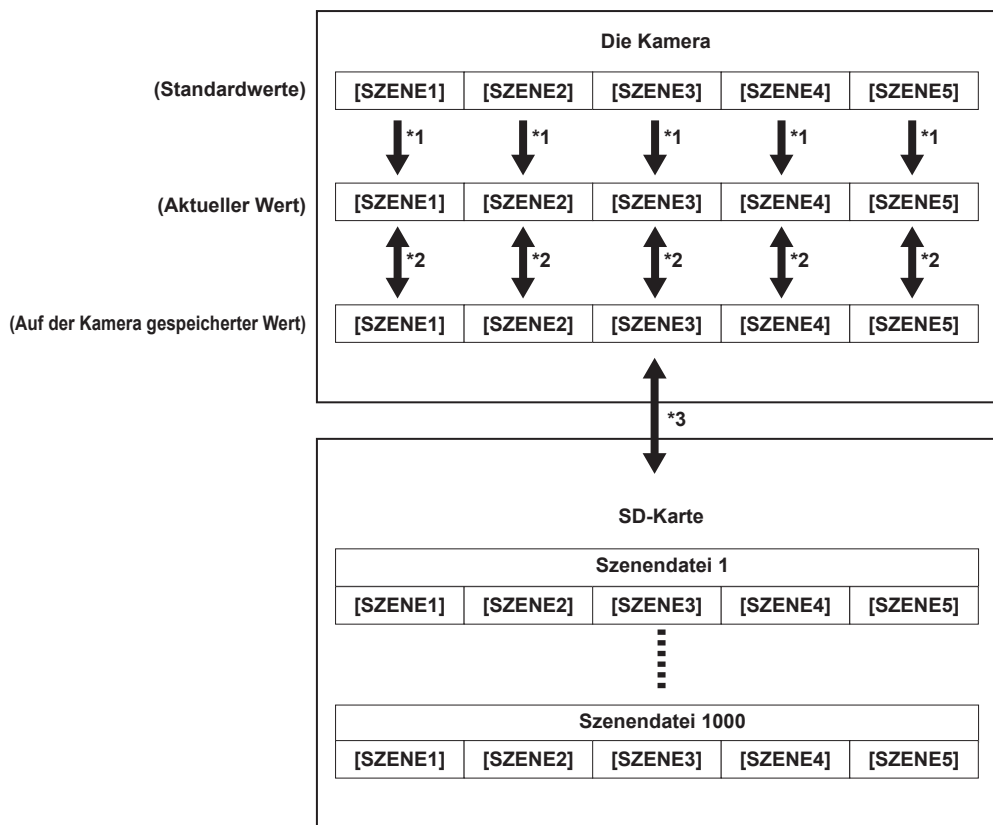 Die Kamera
(Standardwerte) [SZENE1] [SZENE2] [SZENE3] [SZENE4] [SZENE5]
*1 *1 *1 *1 *1
(Aktueller Wert) [SZENE1] [SZENE2] [SZENE3] [SZENE4] [SZENE5]
*2 *2 *2 *2 *2
(Auf der Kamera gespeicherter Wert) [SZENE1] [SZENE2] [SZENE3] [SZENE4] [SZENE5]
*3
SD-Karte
Szenendatei 1
[SZENE1] [SZENE2] [SZENE3] [SZENE4] [SZENE5]
Szenendatei 1000
[SZENE1] [SZENE2] [SZENE3] [SZENE4] [SZENE5]